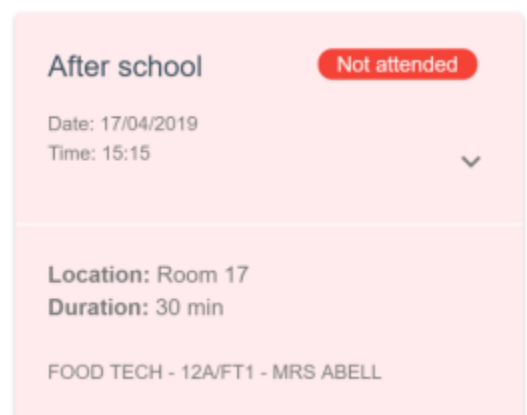 After school
Not attended
Date: 17/04/2019
Time: 15:15
Location: Room 17
Duration: 30 min
FOOD TECH - 12A/FT1 - MRS ABELL